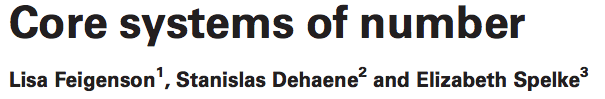 Core systems of number
Lisa Feigenson1, Stanislas Dehaene2 and Elizabeth Spelke3